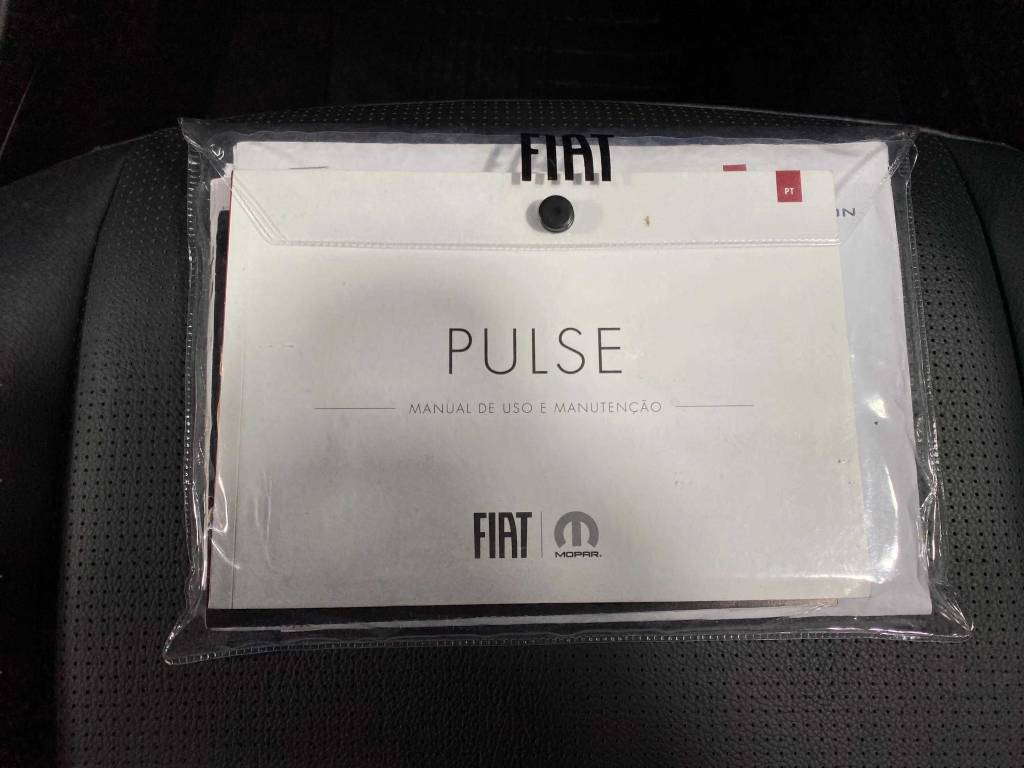 FIAT
PT
PULSE
MANUAL DE USO E MANUTENÇÃO
FIAT
MOPAR.